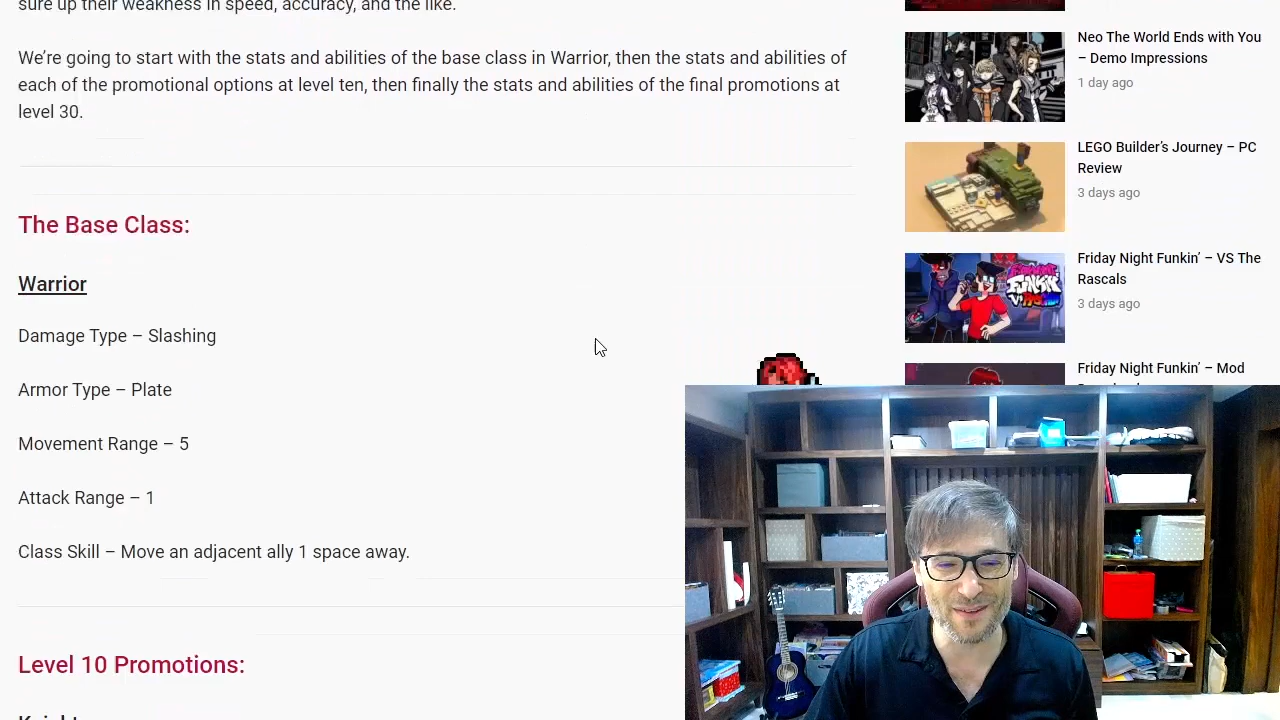 sure up their weakness in speed, accuracy, and the like.
We're going to start with the stats and abilities of the base class in Warrior, then the stats and abilities of
each of the promotional options at level ten, then finally the stats and abilities of the final promotions at
level 30.
The Base Class:
Warrior
Damage Type – Slashing
Armor Type – Plate
Movement Range – 5
Attack Range – 1
Class Skill – Move an adjacent ally 1 space away.
Level 10 Promotions:
Knight
Neo The World Ends with You
– Demo Impressions
1 day ago
LEGO Builder's Journey – PC
Review
3 days ago
Friday Night Funkin' – VS The
Rascals
3 days ago
Friday Night Funkin' – Mod